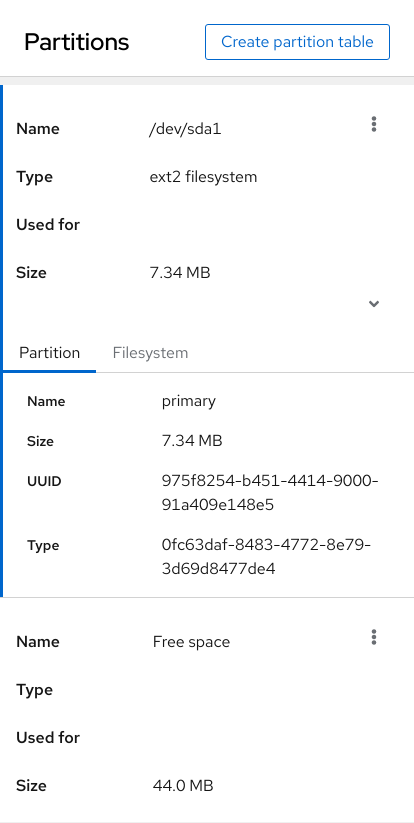 Partitions
Create partition table
Name /dev/sda1
Type ext2 filesystem
Used for
Size 7.34 MB
Partition Filesystem
Name primary
Size 7.34 MB
UUID 975f8254-b451-4414-9000-
91a409e148e5
Type 0fc63daf-8483-4772-8e79-
3d69d8477de4
Name Free space
Type
Used for
Size 44.0 MB